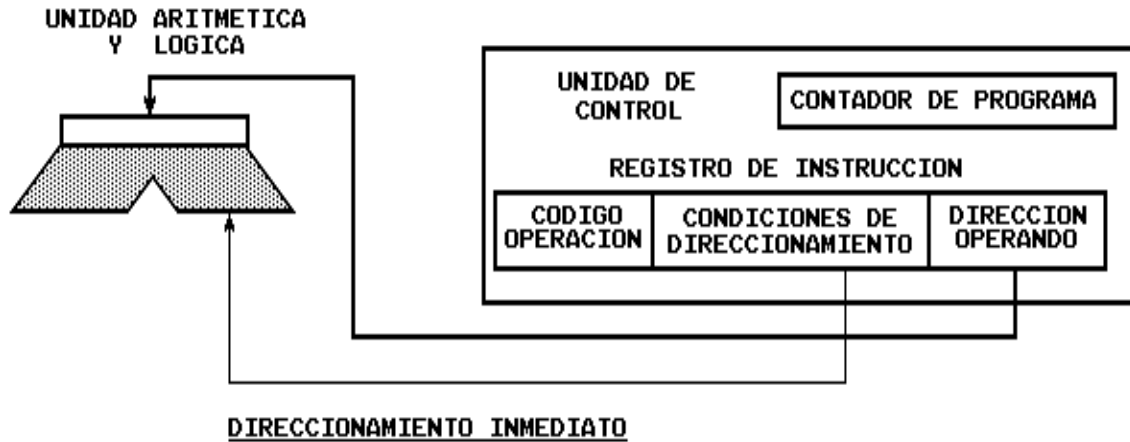 UNIDAD ARITMETICA
Y LOGICA
UNIDAD DE
CONTROL
CONTADOR DE PROGRAMA
REGISTRO DE INSTRUCCION
CODIGO
OPERACION
CONDICIONES DE
DIRECCIONAMIENTO
DIRECCION
OPERANDO
DIRECCIONAMIENTO INMEDIATO